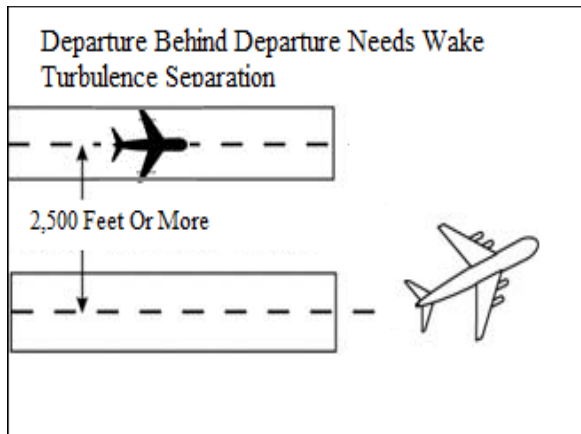 Departure Behind Departure Needs Wake
Turbulence Separation
2,500 Feet Or More